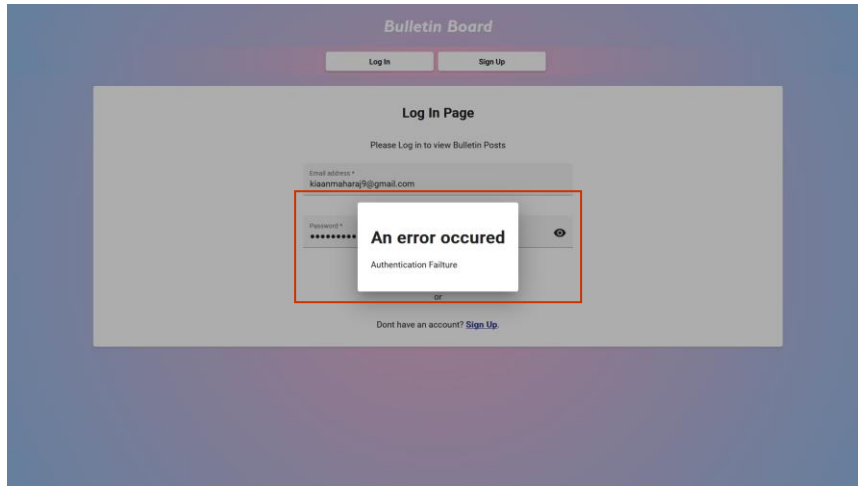 Bulletin Board
Log In
Sign Up
Log In Page
Please Log in to view Bulletin Posts
Email address *
kiaanmaharaj9@gmail.com
Password *
An error occured
Authentication Failture
or
Dont have an account? Sign Up.